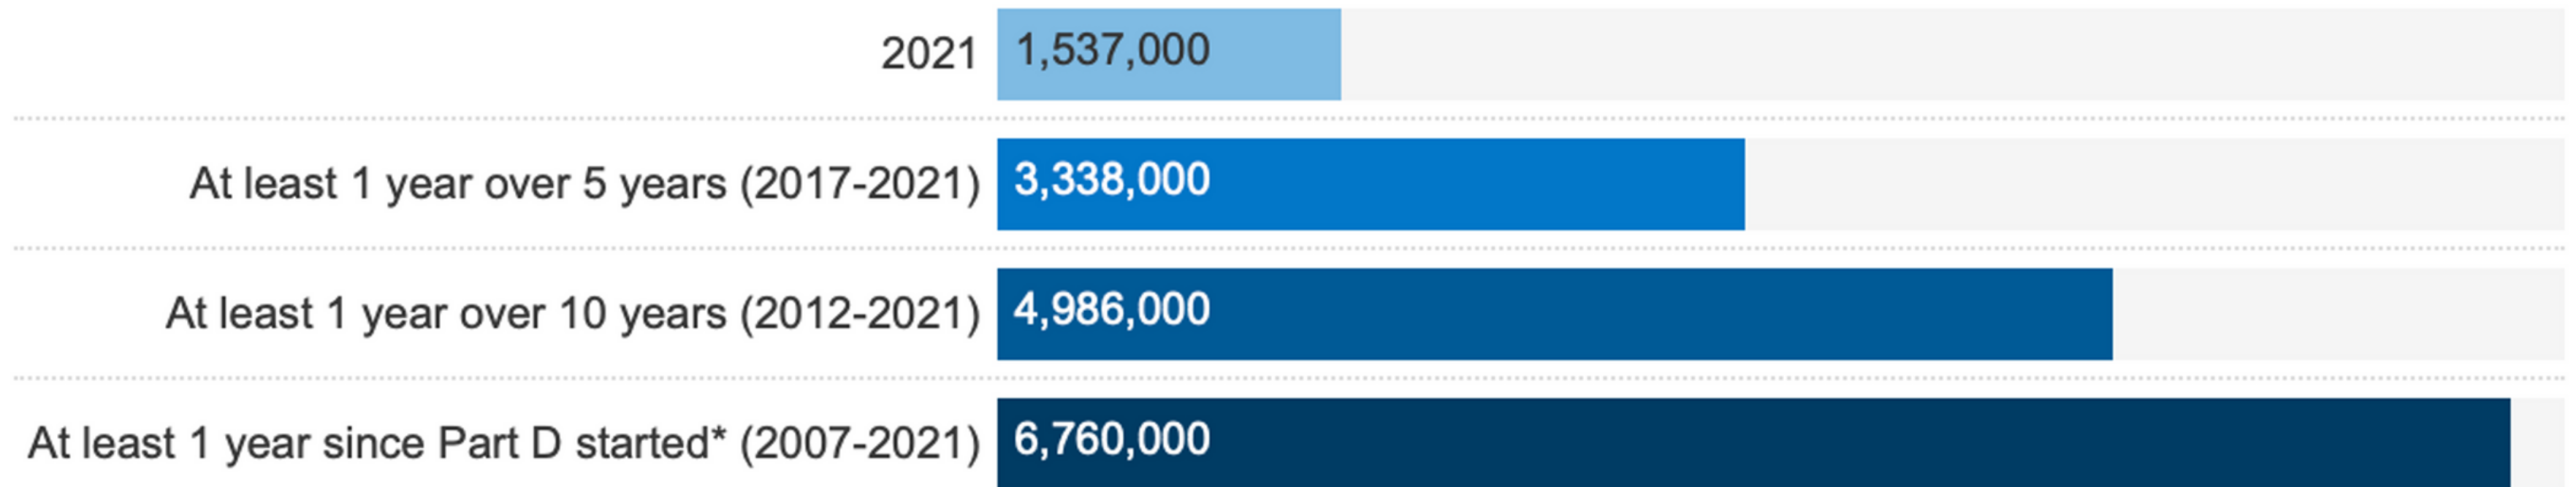 2021 1,537,000
At least 1 year over 5 years (2017-2021) 3,338,000
At least 1 year over 10 years (2012-2021) 4,986,000
At least 1 year since Part D started* (2007-2021) 6,760,000